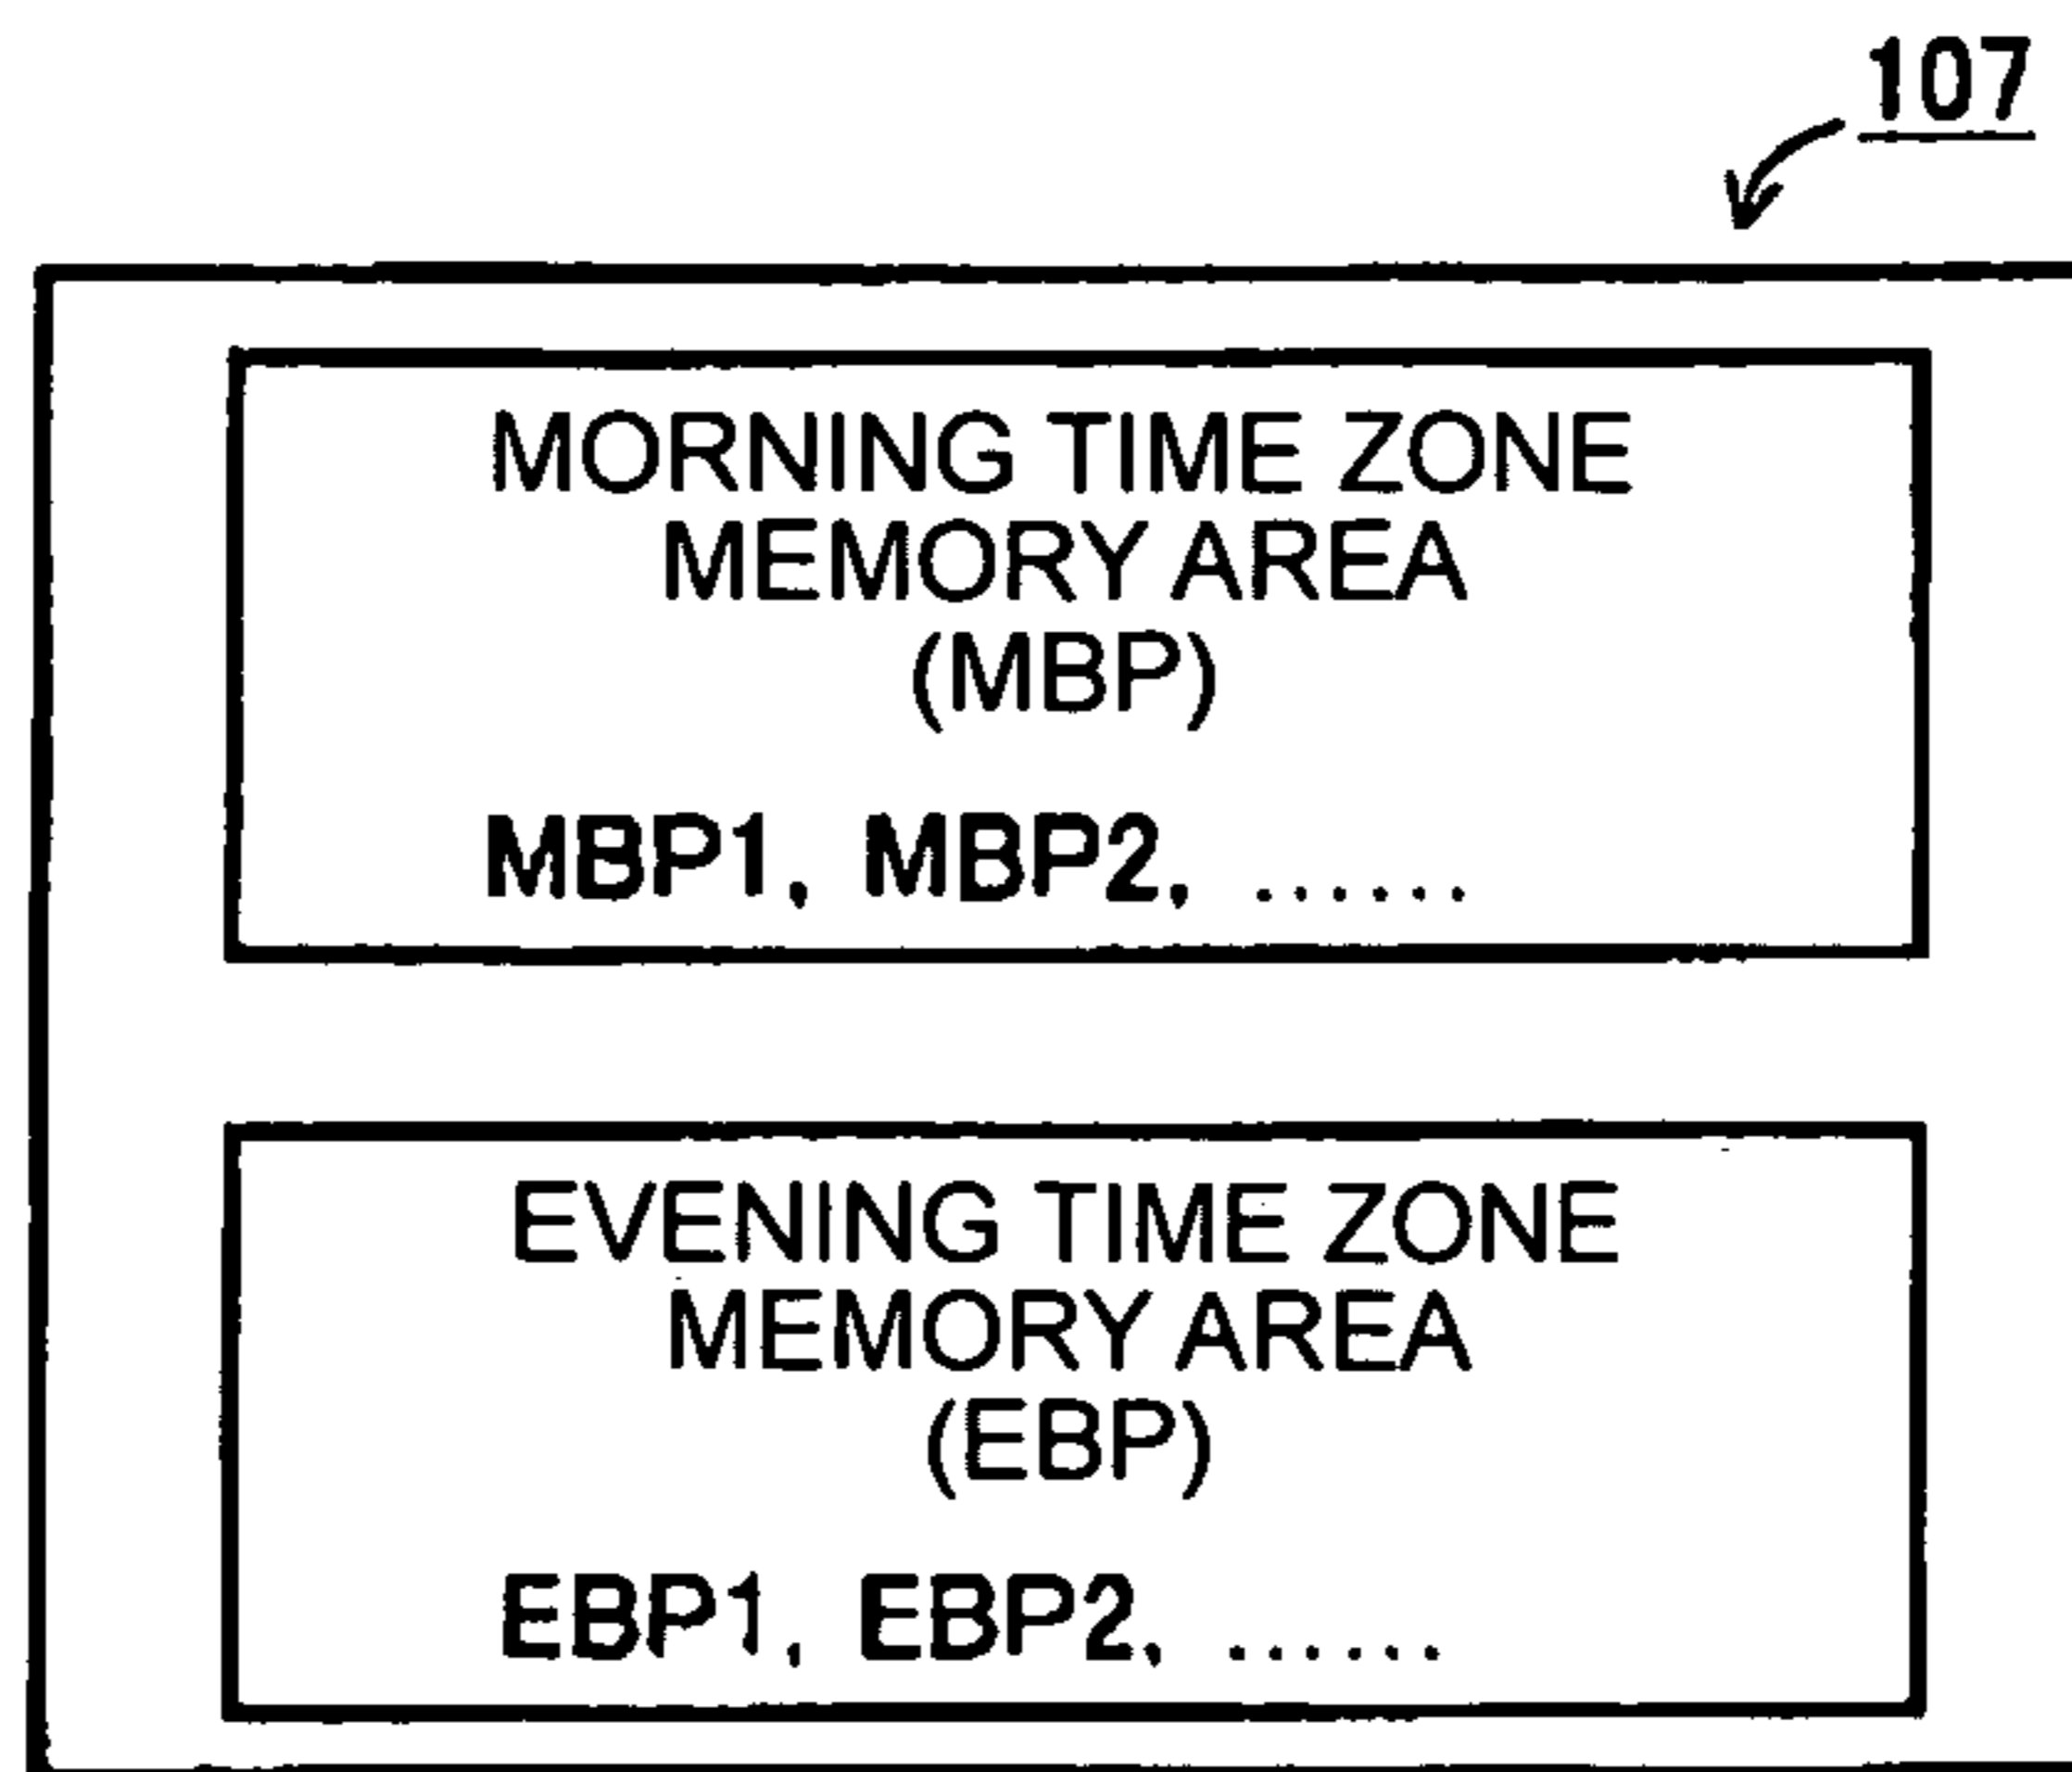 107
MORNING TIME ZONE
MEMORY AREA
(MBP)
MBP1, MBP2, ······
EVENING TIME ZONE
MEMORY AREA
(EBP)
EBP1, EBP2, ······